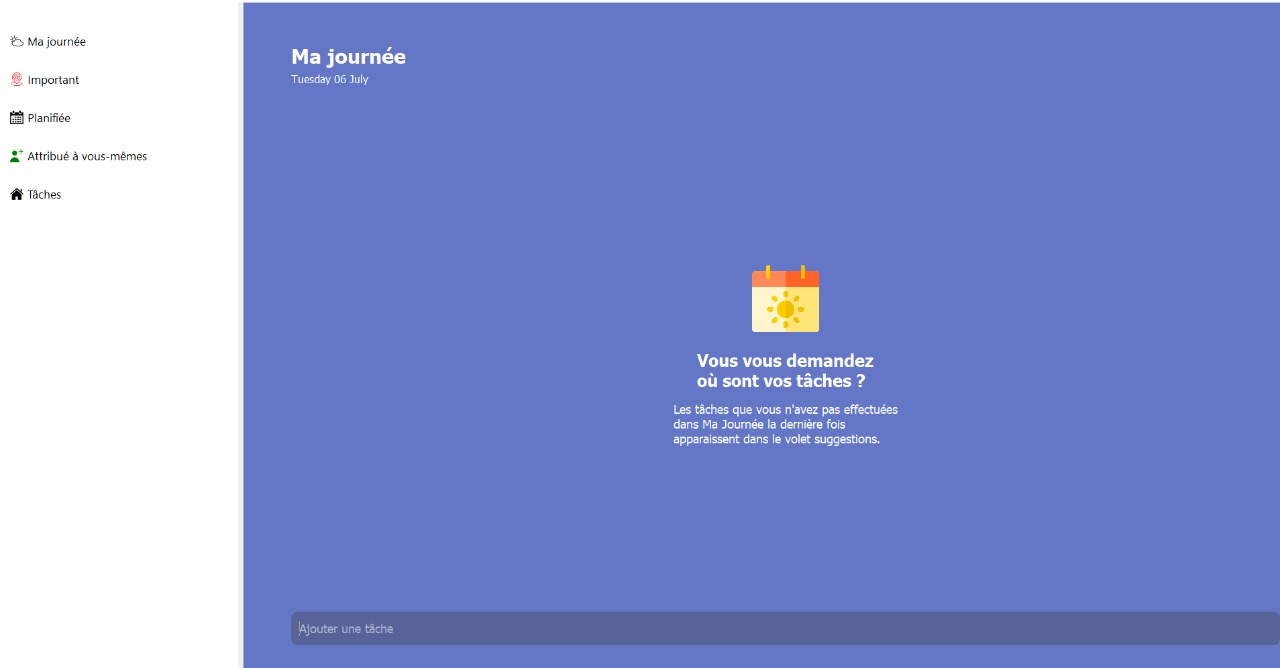 Ma journée
Important
Planifiée
Attribué à vous-mêmes
Tâches
Ma journée
Tuesday 06 July
Vous vous demandez
où sont vos tâches ?
Les tâches que vous n'avez pas effectuées
dans Ma Journée la dernière fois
apparaissent dans le volet suggestions.
Ajouter une tâche